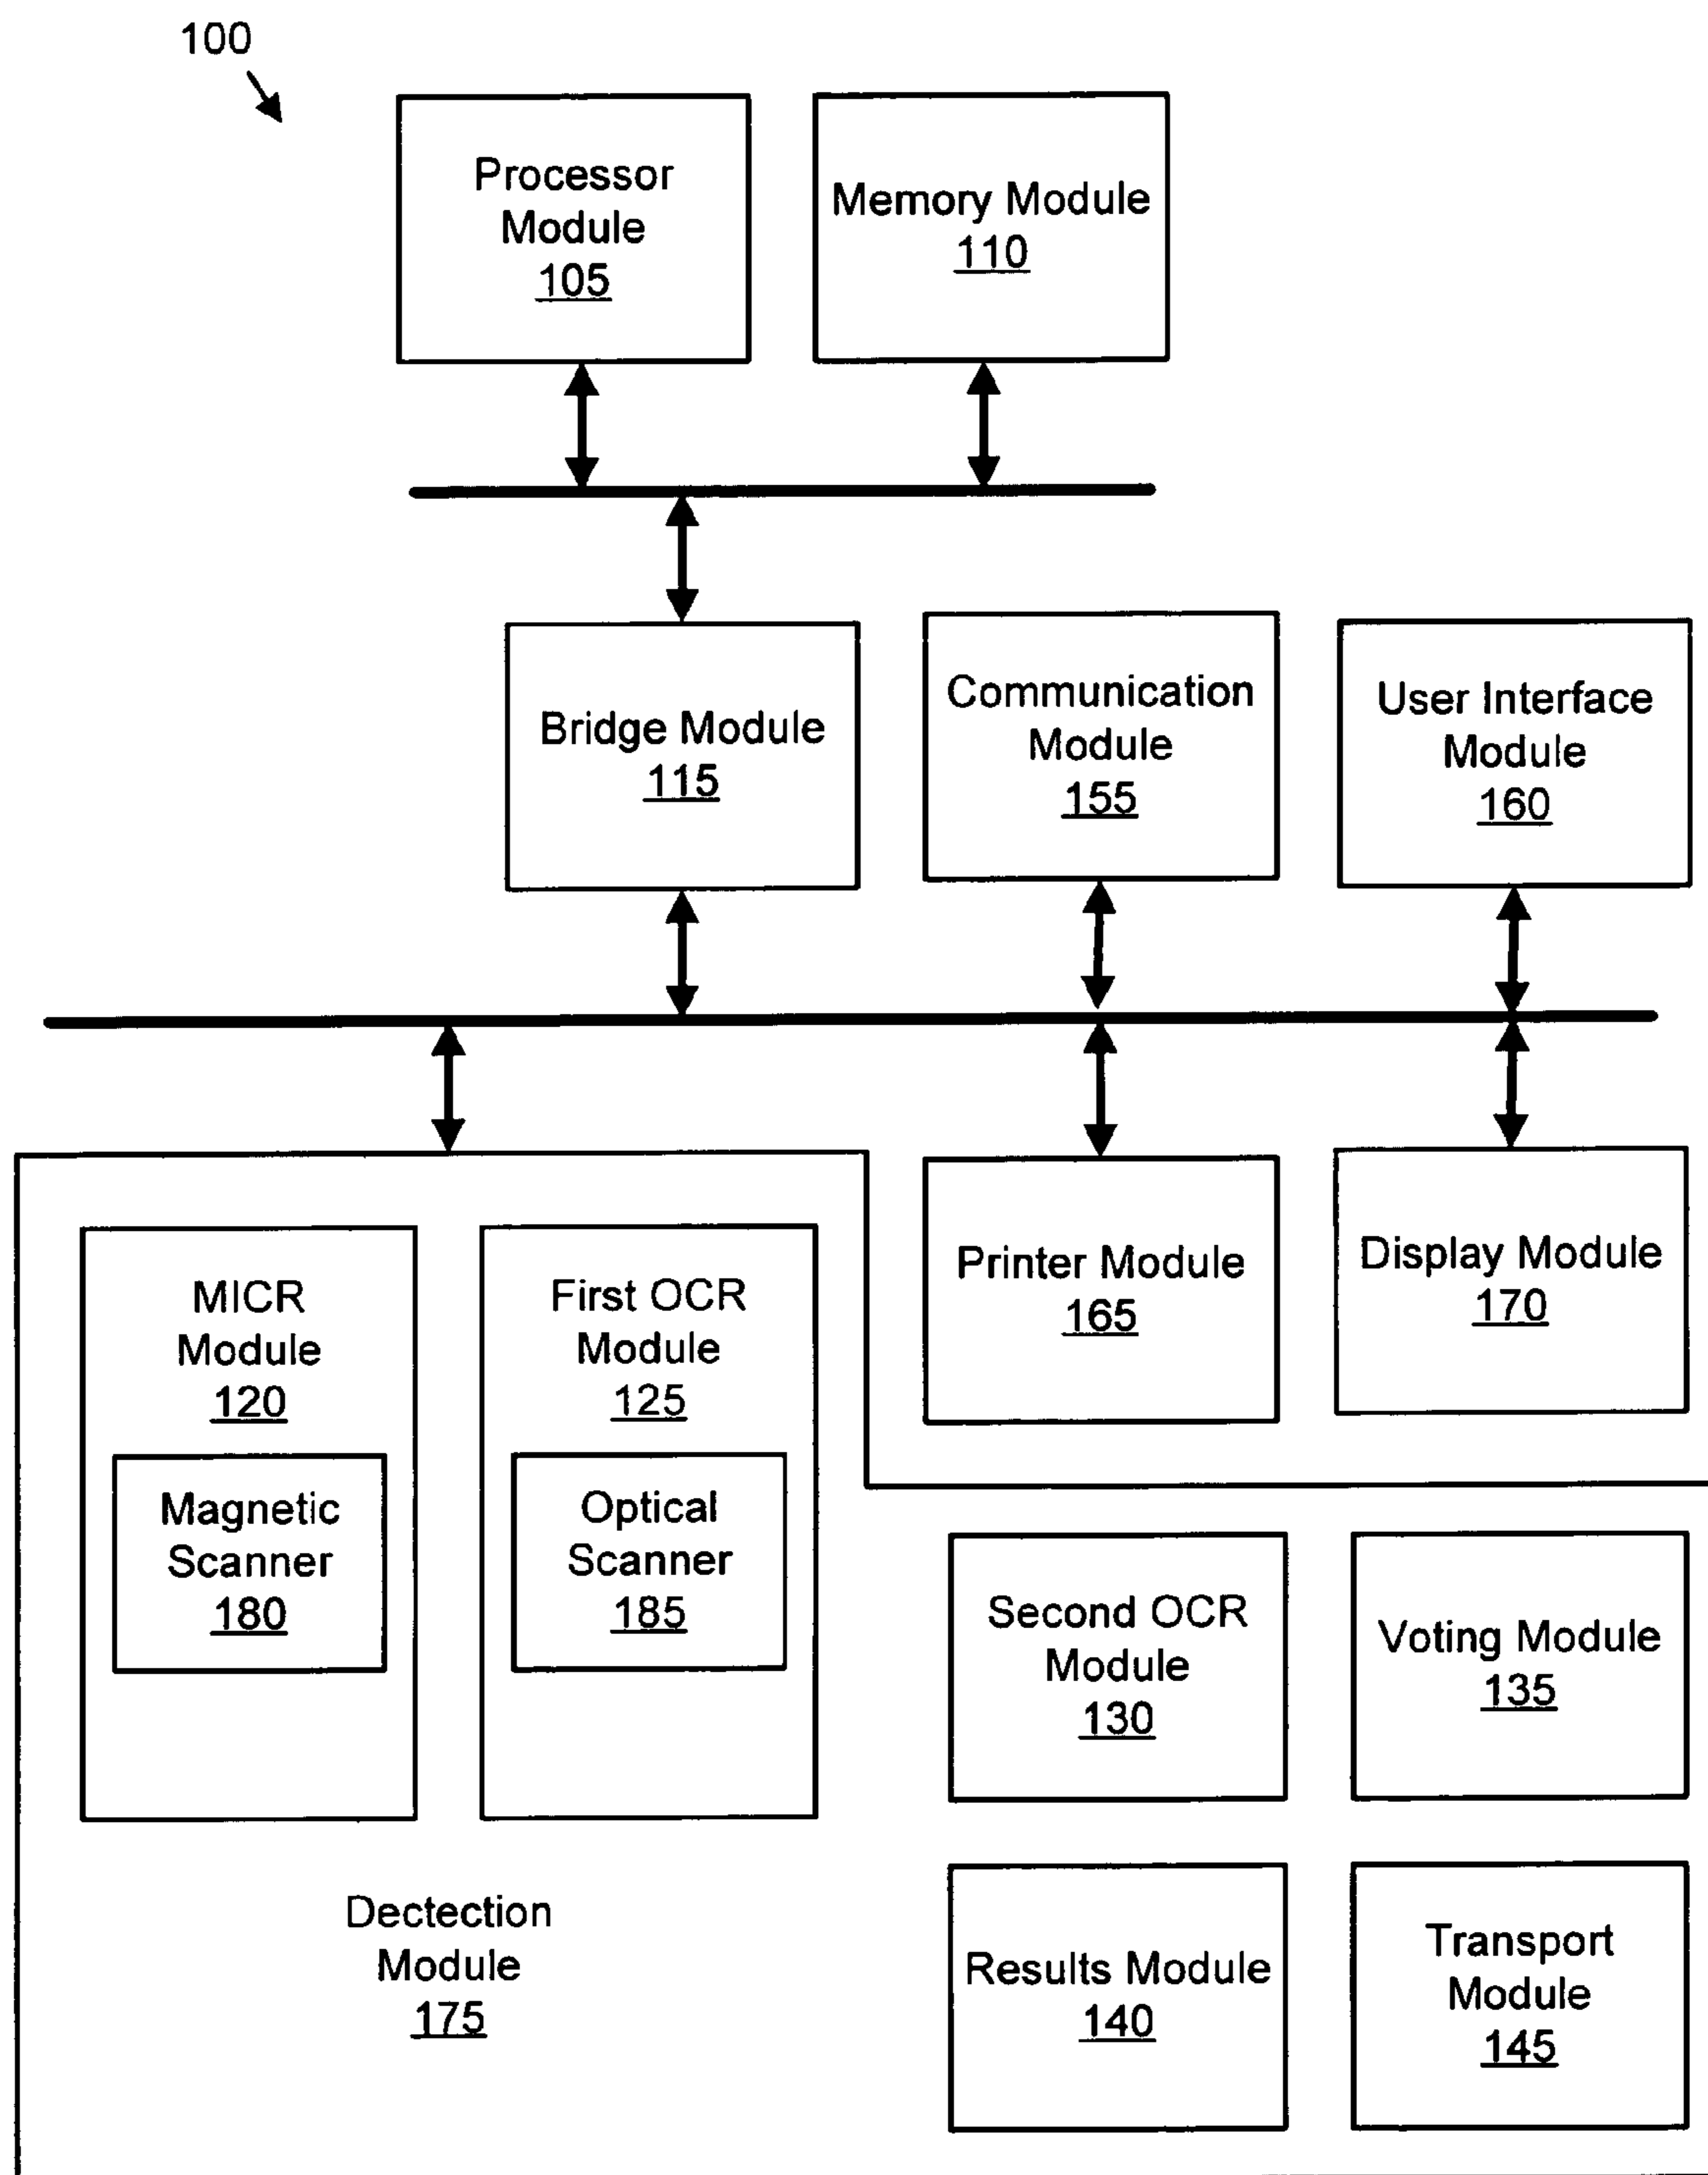 100
Processor
Module
105
Memory Module
110
Bridge Module
115
Communication
Module
155
User Interface
Module
160
MICR
Module
120
Magnetic
Scanner
180
First OCR
Module
125
Optical
Scanner
185
Printer Module
165
Display Module
170
Second OCR
Module
130
Voting Module
135
Dectection
Module
175
Results Module
140
Transport
Module
145